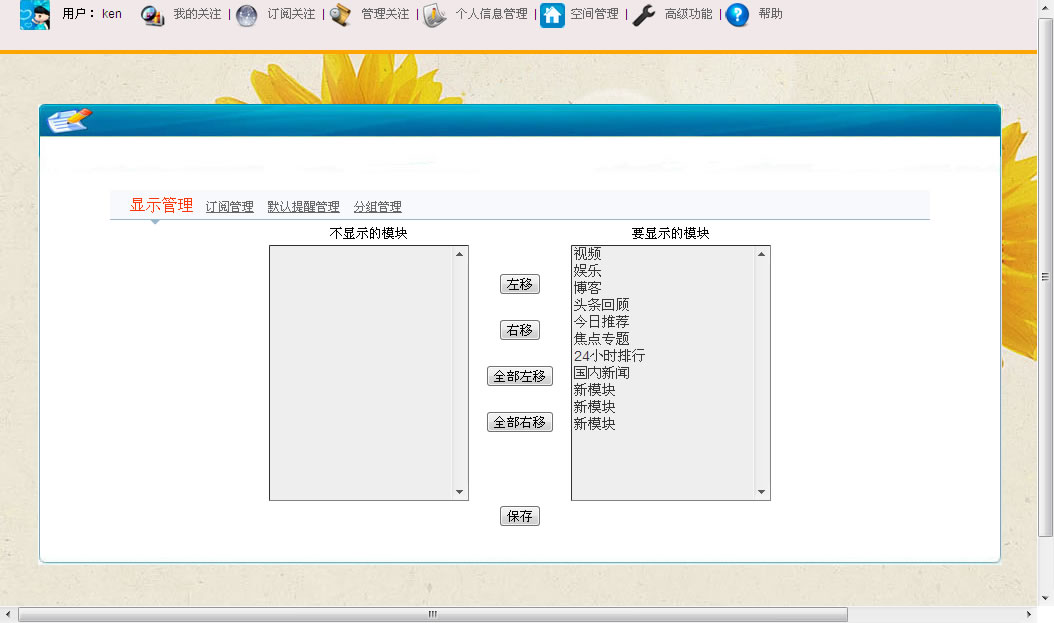 用户： ken 我的关注 | 订阅关注 | 管理关注 | 个人信息管理 | 空间管理 | 高级功能 | 帮助
显示管理 订阅管理 默认提醒管理 分组管理
不显示的模块 要显示的模块
视频
娱乐
博客
头条回顾
今日推荐
焦点专题
24小时排行
国内新闻
新模块
新模块
新模块
左移
右移
全部左移
全部右移
保存